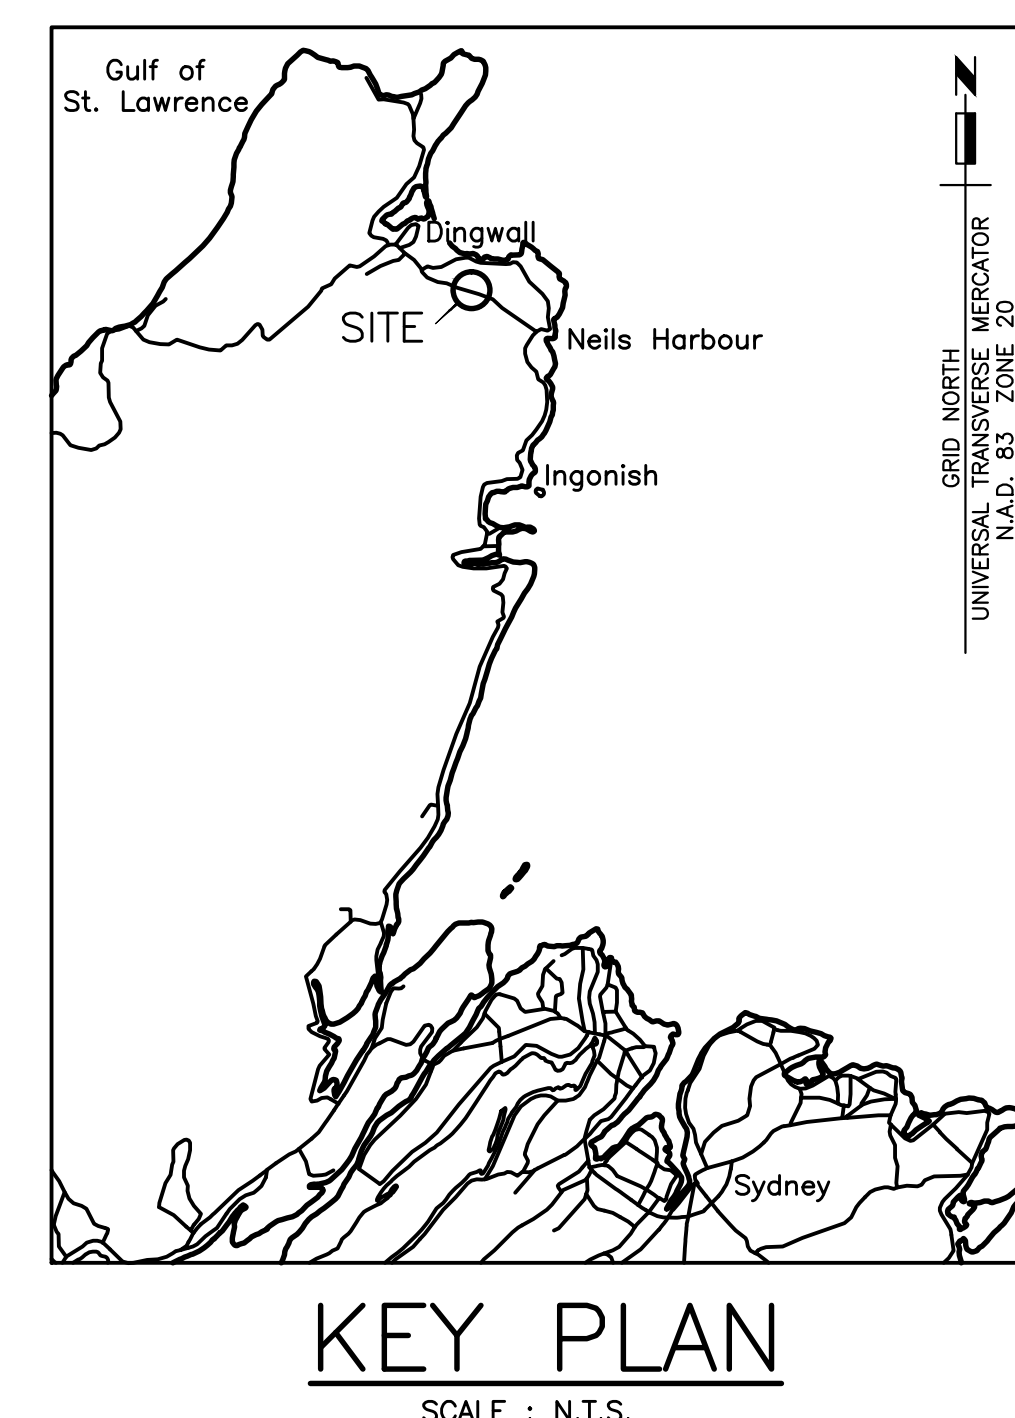 Gulf of
St. Lawrence
N
Dingwall
SITE
Neils Harbour
Ingonish
Sydney
GRID NORTH
UNIVERSAL TRANSVERSE MERCATOR
N.A.D. 83 ZONE 20
KEY PLAN
SCALE : N.T.S.